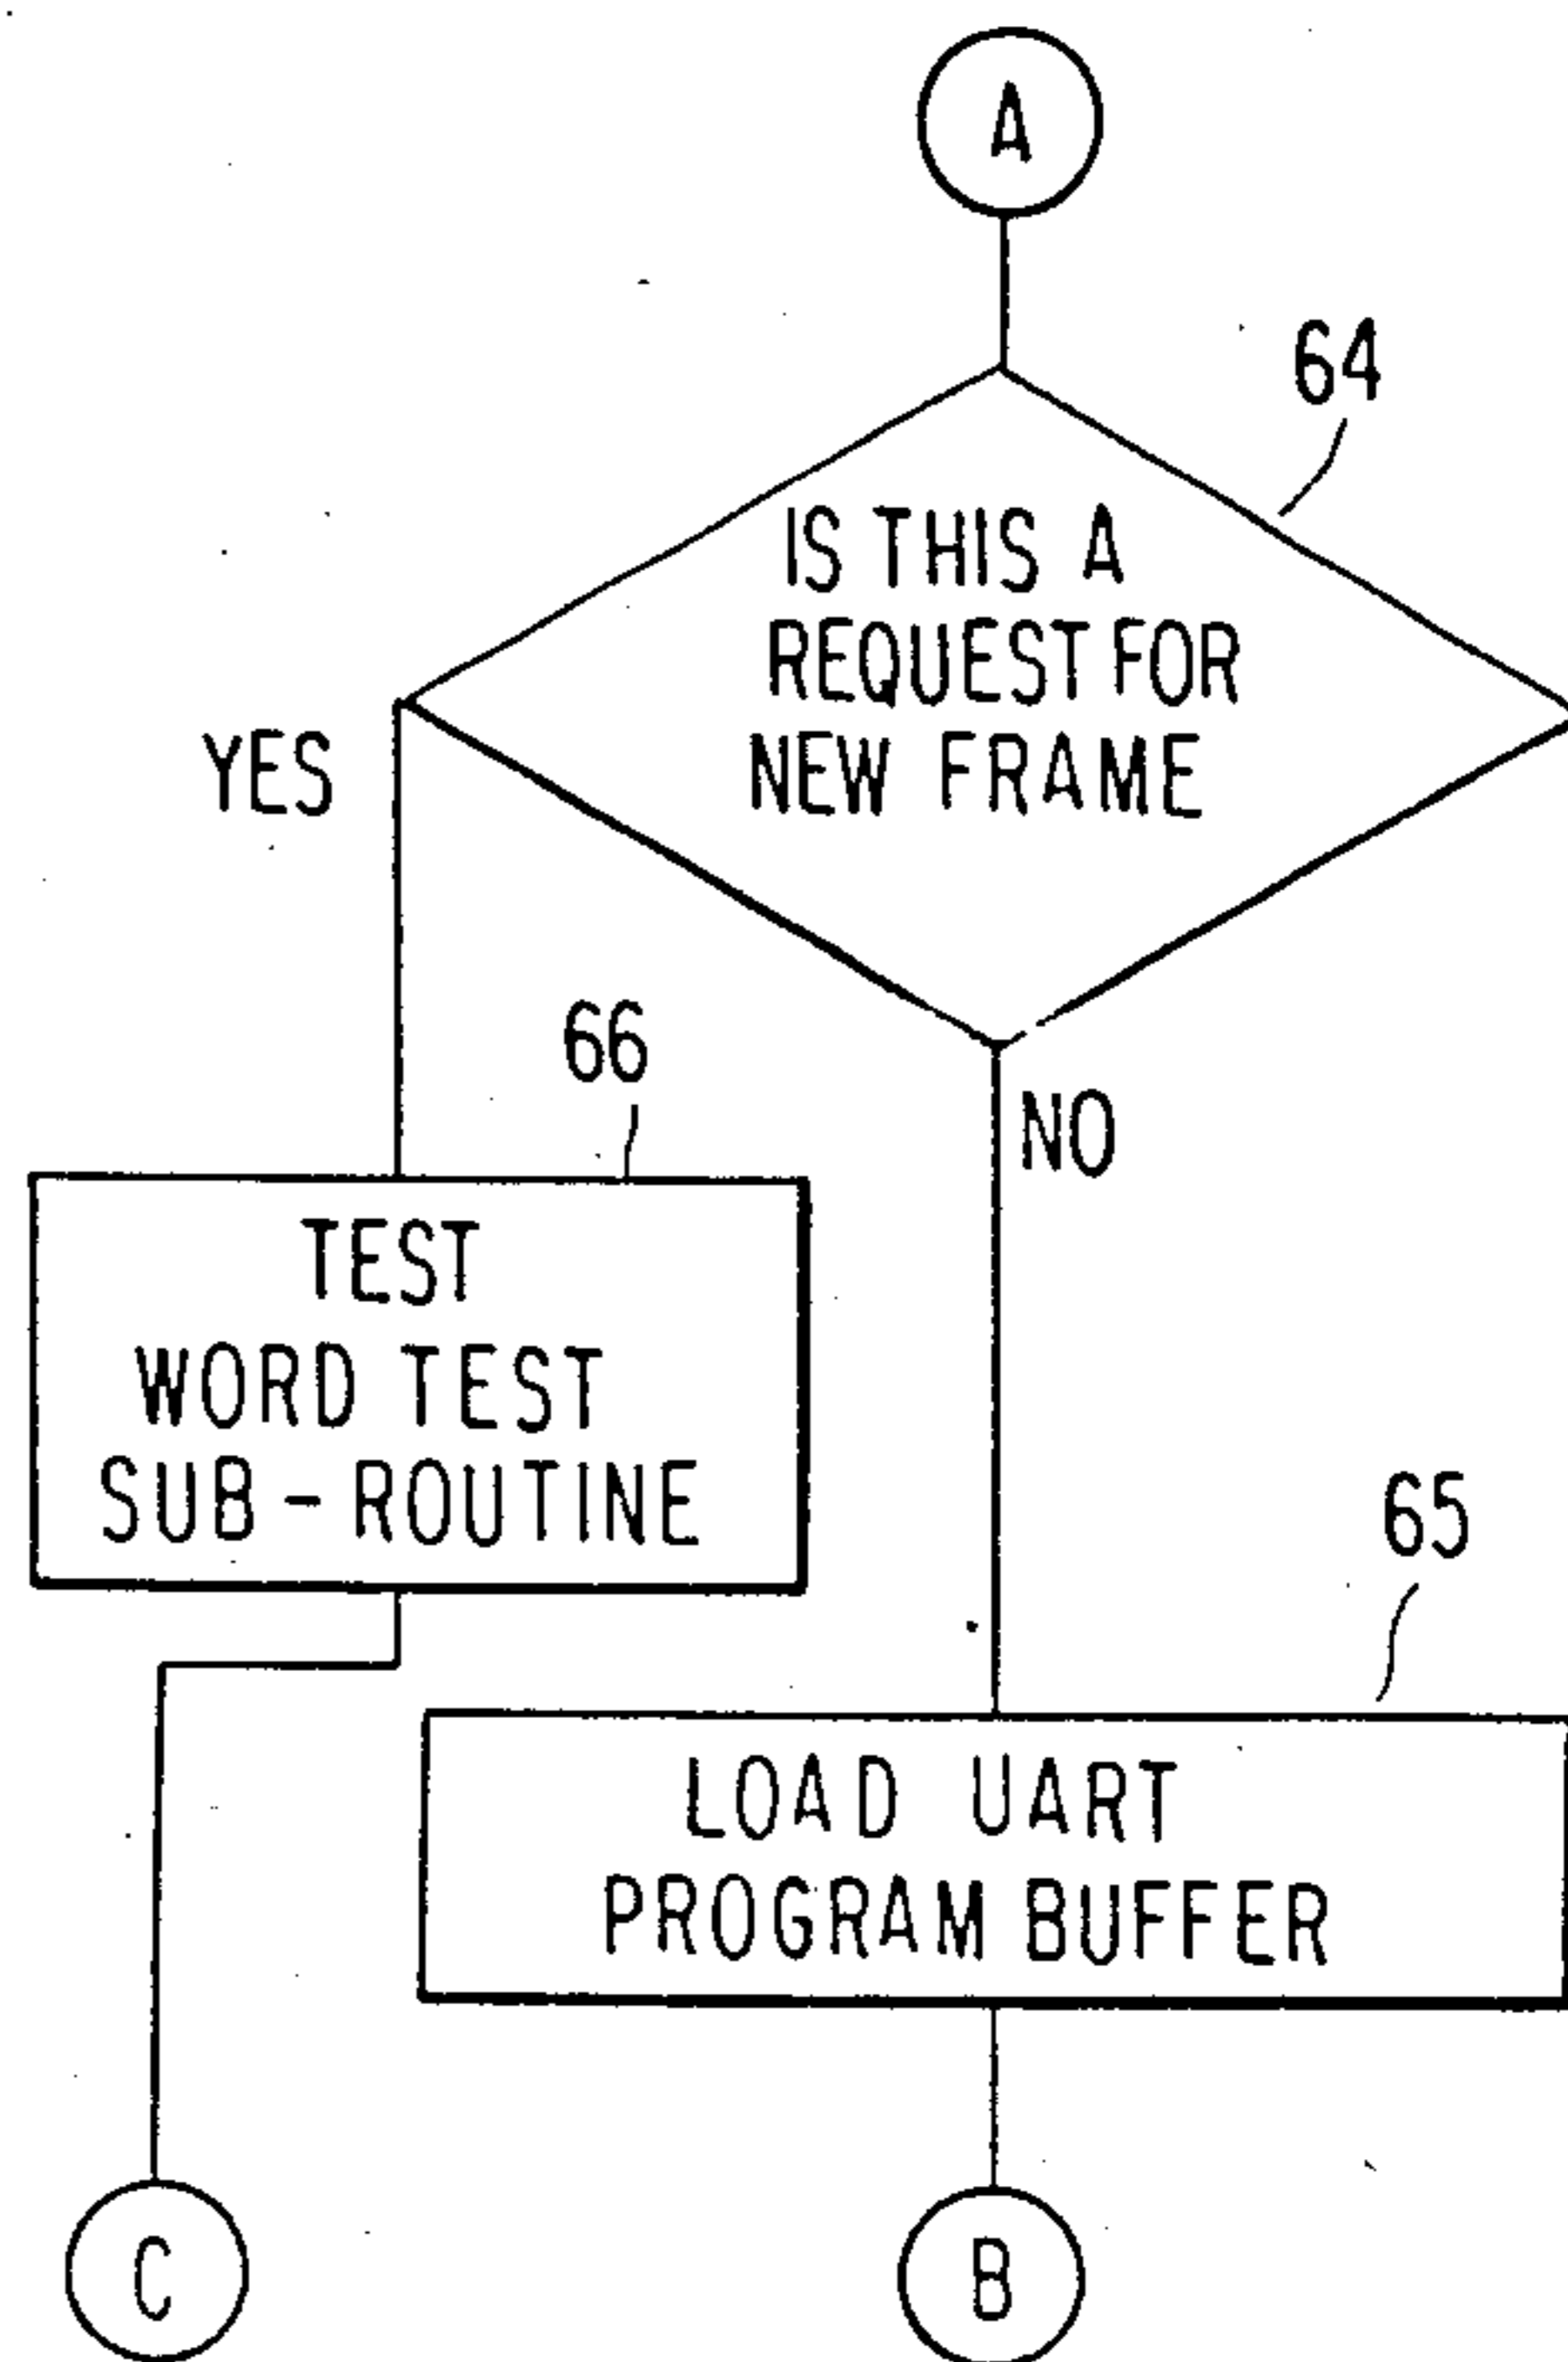 A
64
IS THIS A
REQUEST FOR
NEW FRAME
YES
66
NO
TEST
WORD TEST
SUB-ROUTINE
65
LOAD UART
PROGRAM BUFFER
C
B